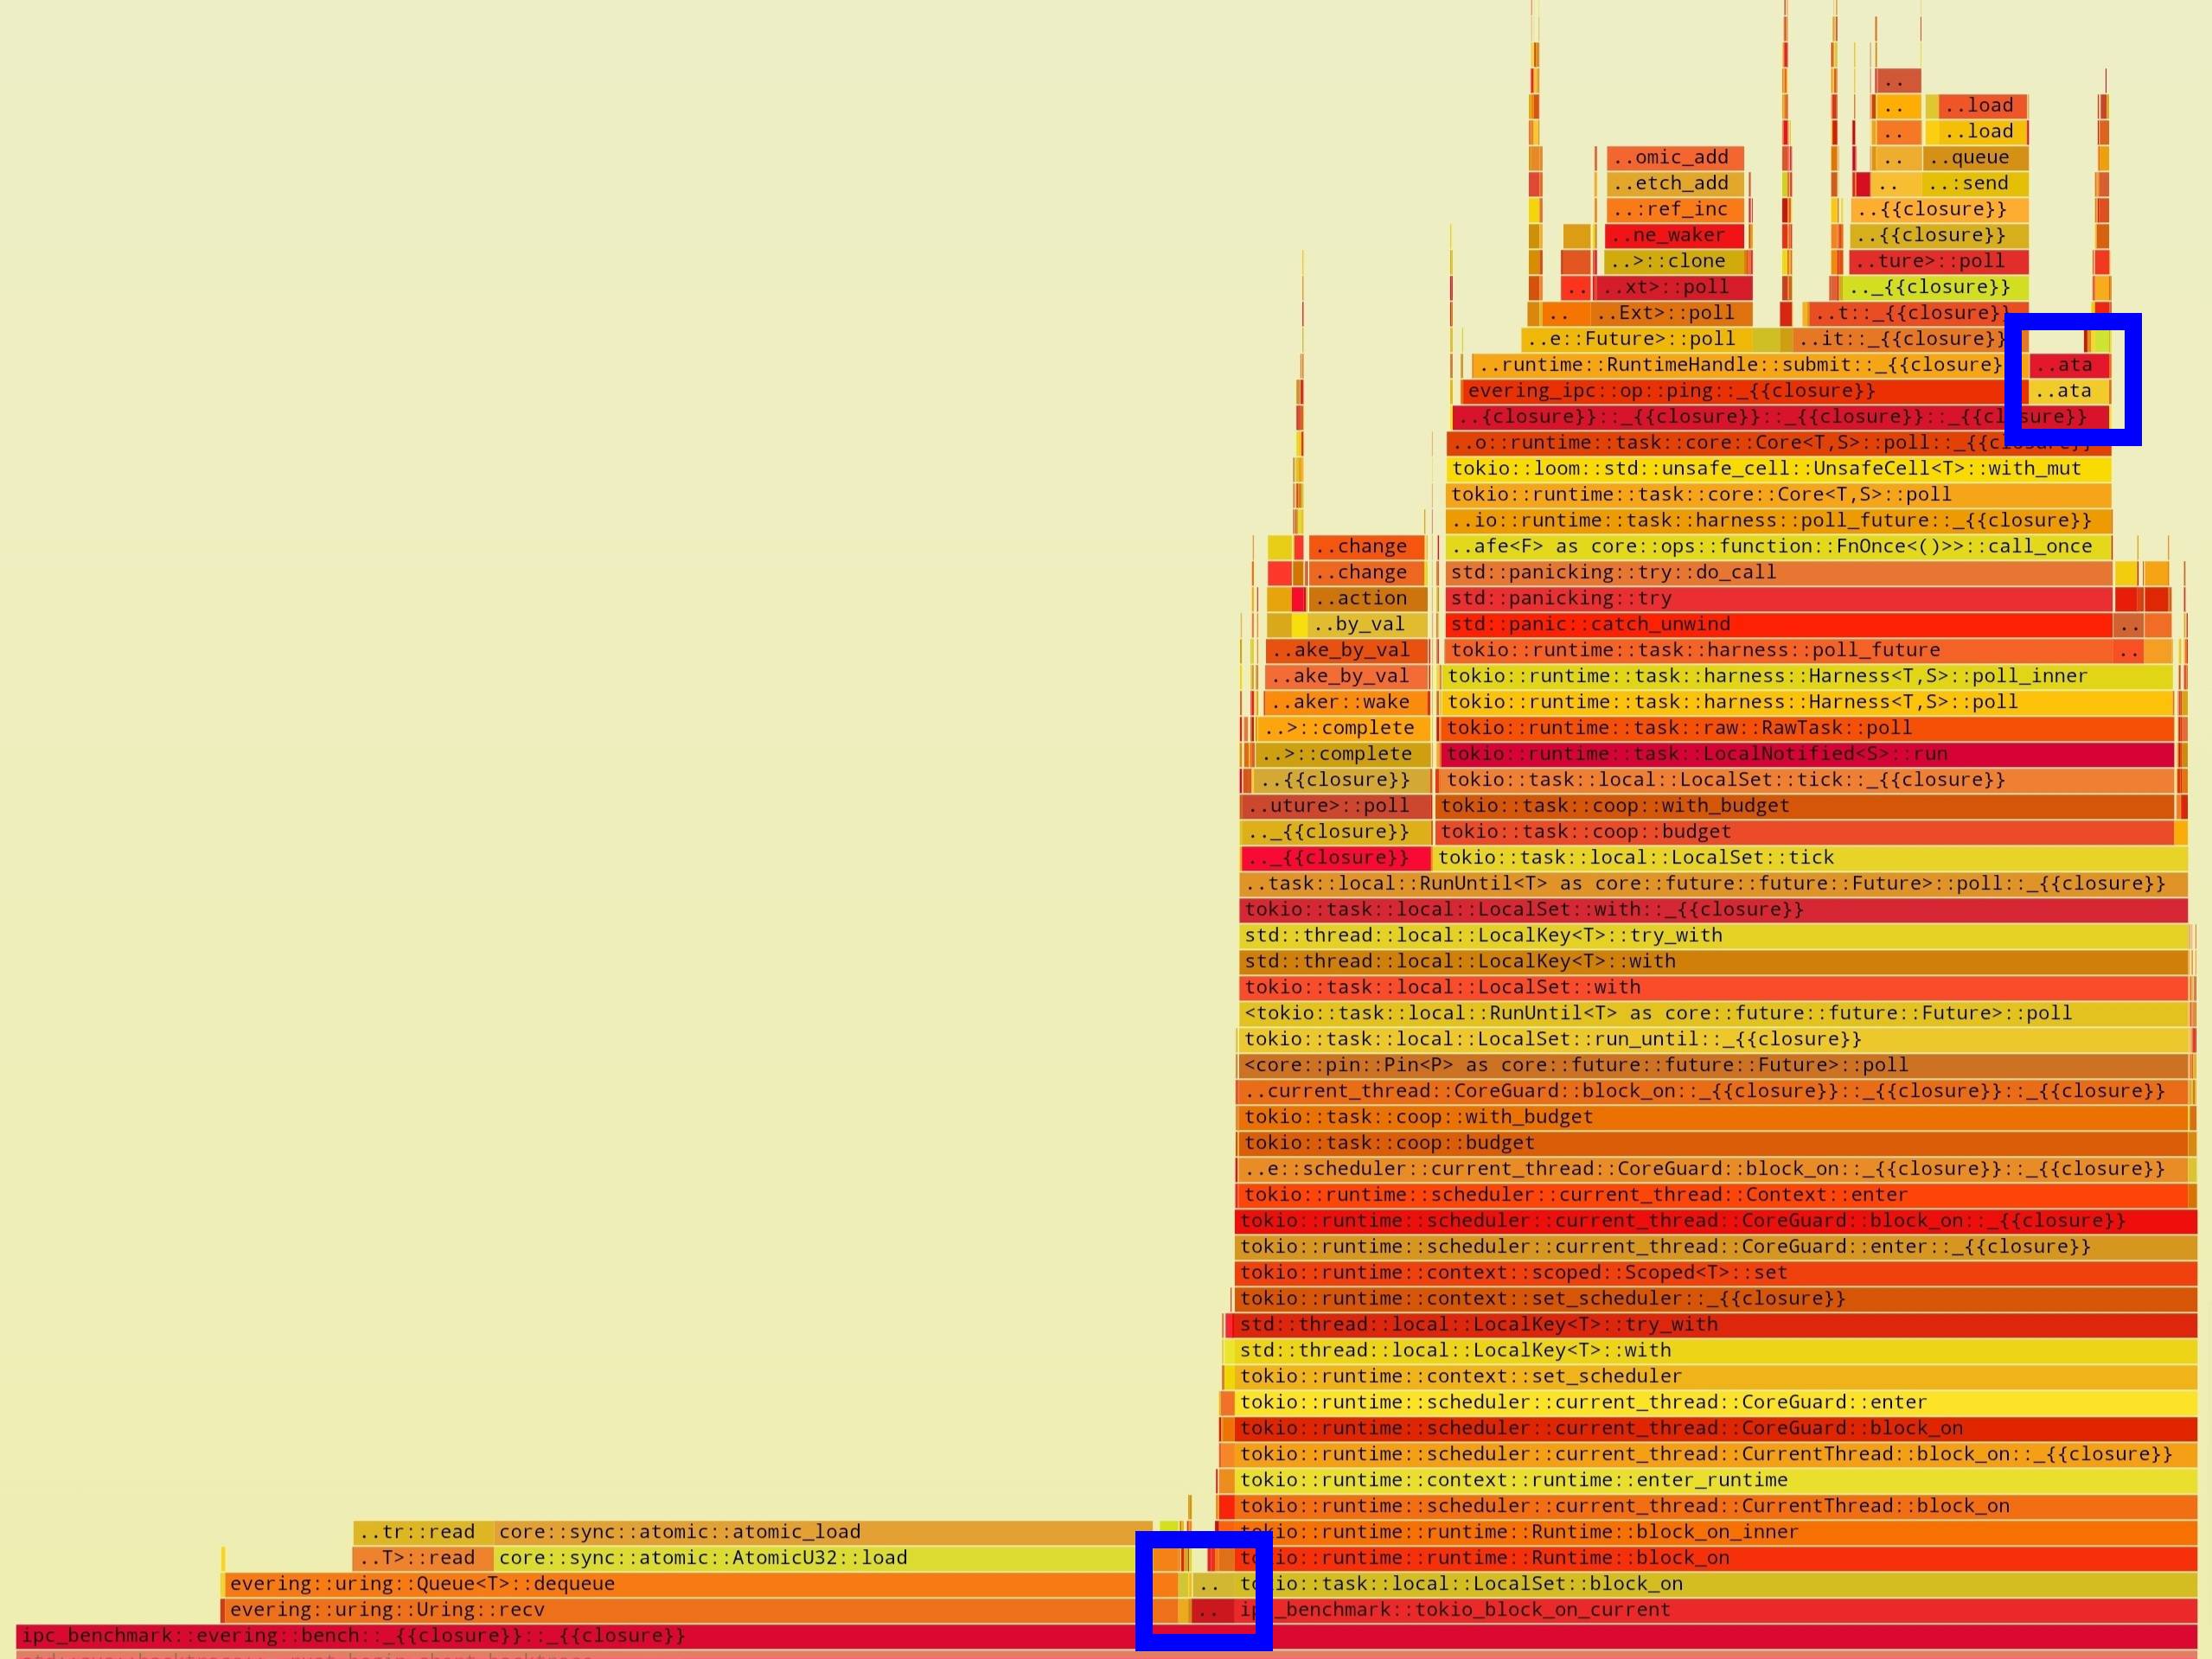 ..
.. ..load
.. ..load
..omic_add .. ..queue
..etch_add .. ..:send
..:ref_inc ..{{closure}}
..ne_waker ..{{closure}}
..>::clone ..ture>::poll
.. ..xt>::poll .._{{closure}}
.. ..Ext>::poll ..t::_{{closure}}
..e::Future>::poll ..it::_{{closure}}
..runtime::RuntimeHandle::submit::_{{closure} ..ata
evering_ipc::op::ping::_{{closure}} ..ata
..{closure}}::_{{closure}}::_{{closure}}::_{{closure}}
..o::runtime::task::core::Core<T,S>::poll::_{{closure}}
tokio::loom::std::unsafe_cell::UnsafeCell<T>::with_mut
tokio::runtime::task::core::Core<T,S>::poll
..io::runtime::task::harness::poll_future::_{{closure}}
..change ..afe<F> as core::ops::function::FnOnce<()>>::call_once
..change std::panicking::try::do_call
..action std::panicking::try
..by_val std::panic::catch_unwind ..
..ake_by_val tokio::runtime::task::harness::poll_future ..
..ake_by_val tokio::runtime::task::harness::Harness<T,S>::poll_inner
..aker::wake tokio::runtime::task::harness::Harness<T,S>::poll
..>::complete tokio::runtime::task::raw::RawTask::poll
..>::complete tokio::runtime::task::LocalNotified<S>::run
..{{closure}} tokio::task::local::LocalSet::tick::_{{closure}}
..uture>::poll tokio::task::coop::with_budget
.._{{closure}} tokio::task::coop::budget
.._{{closure}} tokio::task::local::LocalSet::tick
..task::local::RunUntil<T> as core::future::future::Future>::poll::_{{closure}}
tokio::task::local::LocalSet::with::_{{closure}}
std::thread::local::LocalKey<T>::try_with
std::thread::local::LocalKey<T>::with
tokio::task::local::LocalSet::with
<tokio::task::local::RunUntil<T> as core::future::future::Future>::poll
tokio::task::local::LocalSet::run_until::_{{closure}}
<core::pin::Pin<P> as core::future::future::Future>::poll
..current_thread::CoreGuard::block_on::_{{closure}}::_{{closure}}::_{{closure}}
tokio::task::coop::with_budget
tokio::task::coop::budget
..e::scheduler::current_thread::CoreGuard::block_on::_{{closure}}::_{{closure}}
tokio::runtime::scheduler::current_thread::Context::enter
tokio::runtime::scheduler::current_thread::CoreGuard::block_on::_{{closure}}
tokio::runtime::scheduler::current_thread::CoreGuard::enter::_{{closure}}
tokio::runtime::context::scoped::Scoped<T>::set
tokio::runtime::context::set_scheduler::_{{closure}}
std::thread::local::LocalKey<T>::try_with
std::thread::local::LocalKey<T>::with
tokio::runtime::context::set_scheduler
tokio::runtime::scheduler::current_thread::CoreGuard::enter
tokio::runtime::scheduler::current_thread::CoreGuard::block_on
tokio::runtime::scheduler::current_thread::CurrentThread::block_on::_{{closure}}
tokio::runtime::context::runtime::enter_runtime
tokio::runtime::scheduler::current_thread::CurrentThread::block_on
..tr::read core::sync::atomic::atomic_load tokio::runtime::runtime::Runtime::block_on_inner
..T>::read core::sync::atomic::AtomicU32::load tokio::runtime::runtime::Runtime::block_on
evering::uring::Queue<T>::dequeue .. tokio::task::local::LocalSet::block_on
evering::uring::Uring::recv .. ipc_benchmark::tokio_block_on_current
ipc_benchmark::evering::bench::_{{closure}}::_{{closure}}